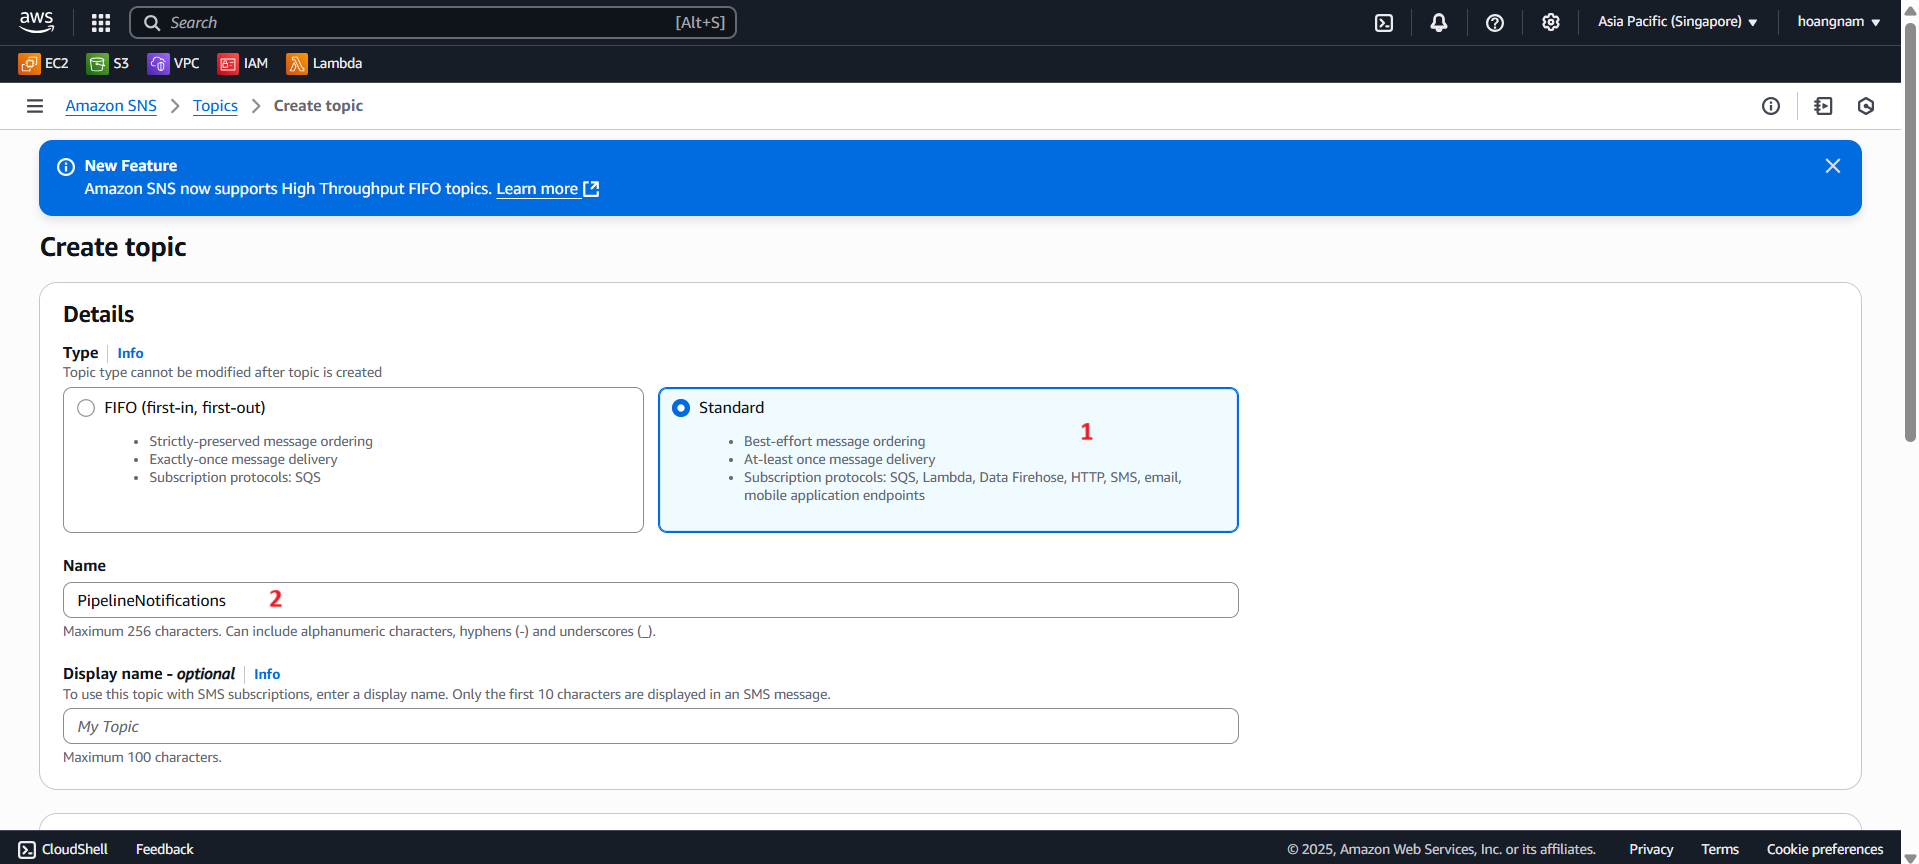 aws
Search [Alt+S]
Asia Pacific (Singapore)
hoangnam
EC2 S3 VPC IAM Lambda
Amazon SNS > Topics > Create topic
New Feature
Amazon SNS now supports High Throughput FIFO topics. Learn more
Create topic
Details
Type Info
Topic type cannot be modified after topic is created
FIFO (first-in, first-out)
• Strictly-preserved message ordering
• Exactly-once message delivery
• Subscription protocols: SQS
Standard
1
• Best-effort message ordering
• At-least once message delivery
• Subscription protocols: SQS, Lambda, Data Firehose, HTTP, SMS, email,
mobile application endpoints
Name
PipelineNotifications 2
Maximum 256 characters. Can include alphanumeric characters, hyphens (-) and underscores (_).
Display name - optional Info
To use this topic with SMS subscriptions, enter a display name. Only the first 10 characters are displayed in an SMS message.
My Topic
Maximum 100 characters.
CloudShell Feedback
© 2025, Amazon Web Services, Inc. or its affiliates. Privacy Terms Cookie preferences